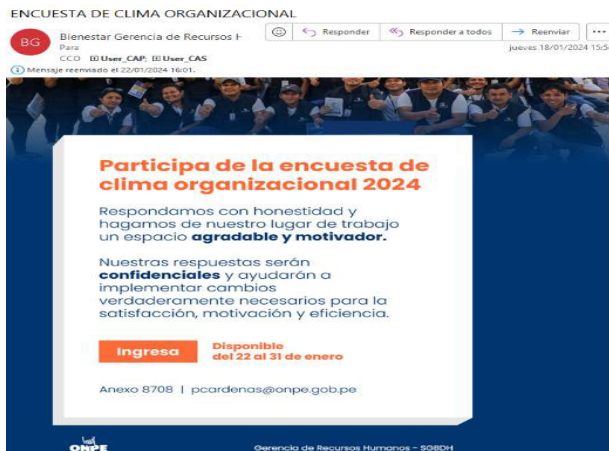 ENCUESTA DE CLIMA ORGANIZACIONAL
BG
Bienestar Gerencia de Recursos H
Responder
Responder a todos
Reenviar
Para
jueves 18/01/2024 15:5
CCO User_CAP; User_CAS
Mensaje reenviado el 22/01/2024 16:01.
Participa de la encuesta de
clima organizacional 2024
Respondamos con honestidad y
hagamos de nuestro lugar de trabajo
un espacio agradable y motivador.
Nuestras respuestas serán
confidenciales y ayudarán a
implementar cambios
verdaderamente necesarios para la
satisfacción, motivación y eficiencia.
Ingresa
Disponible
del 22 al 31 de enero
Anexo 8708 | pcardenas@onpe.gob.pe
ONPE
Gerencia de Recursos Humanos - SGBDH